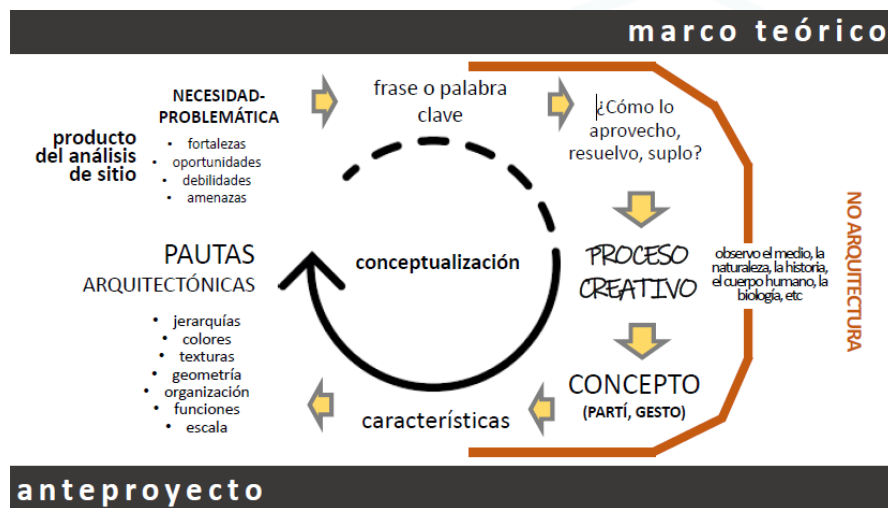 marco teórico
producto
del análisis
de sitio
NECESIDAD-
PROBLEMÁTICA
• fortalezas
• oportunidades
• debilidades
• amenazas
frase o palabra
clave
¿Cómo lo
aprovecho,
resuelvo, suplo?
PROCESO
CREATIVO
observo el medio, la
naturaleza, la historia,
el cuerpo humano, la
biología, etc
NO ARQUITECTURA
conceptualización
CONCEPTO
(PARTÍ, GESTO)
características
PAUTAS
ARQUITECTÓNICAS
• jerarquías
• colores
• texturas
• geometría
• organización
• funciones
• escala
anteproyecto